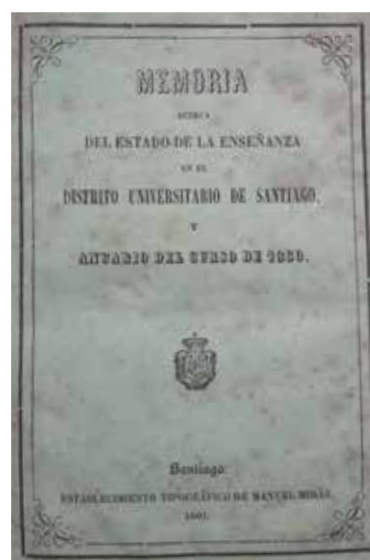 MEMORIA
ACERCA
DEL ESTADO DE LA ENSEÑANZA
EN EL
DISTRITO UNIVERSITARIO DE SANTIAGO,
Y
ANUARIO DEL CURSO DE
Santiago:
ESTABLECIMIENTO TIPOGRÁFICO DE MANUEL MIRÁS